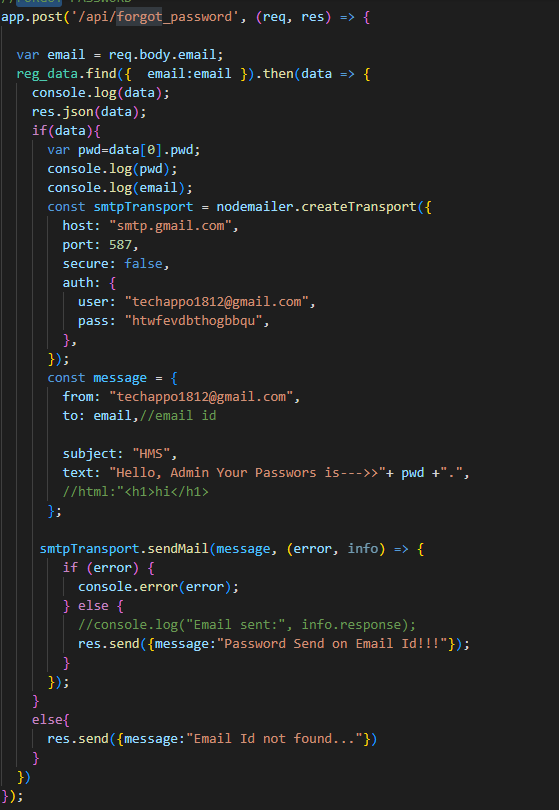 app.post('/api/forgot_password', (req, res) => {
var email = req.body.email;
reg_data.find({  email:email }).then(data => {
console.log(data);
res.json(data);
if(data){
var pwd=data[0].pwd;
console.log(pwd);
console.log(email);
const smtpTransport = nodemailer.createTransport({
host: "smtp.gmail.com",
port: 587,
secure: false,
auth: {
user: "techappo1812@gmail.com",
pass: "htwfevdbthogbbqu",
},
});
const message = {
from: "techappo1812@gmail.com",
to: email,//email id
subject: "HMS",
text: "Hello, Admin Your Passwors is--->>"+ pwd +".",
//html:"<h1>hi</h1>
};
smtpTransport.sendMail(message, (error, info) => {
if (error) {
console.error(error);
} else {
//console.log("Email sent:", info.response);
res.send({message:"Password Send on Email Id!!!"});
}
});
}
else{
res.send({message:"Email Id not found..."})
}
})
});